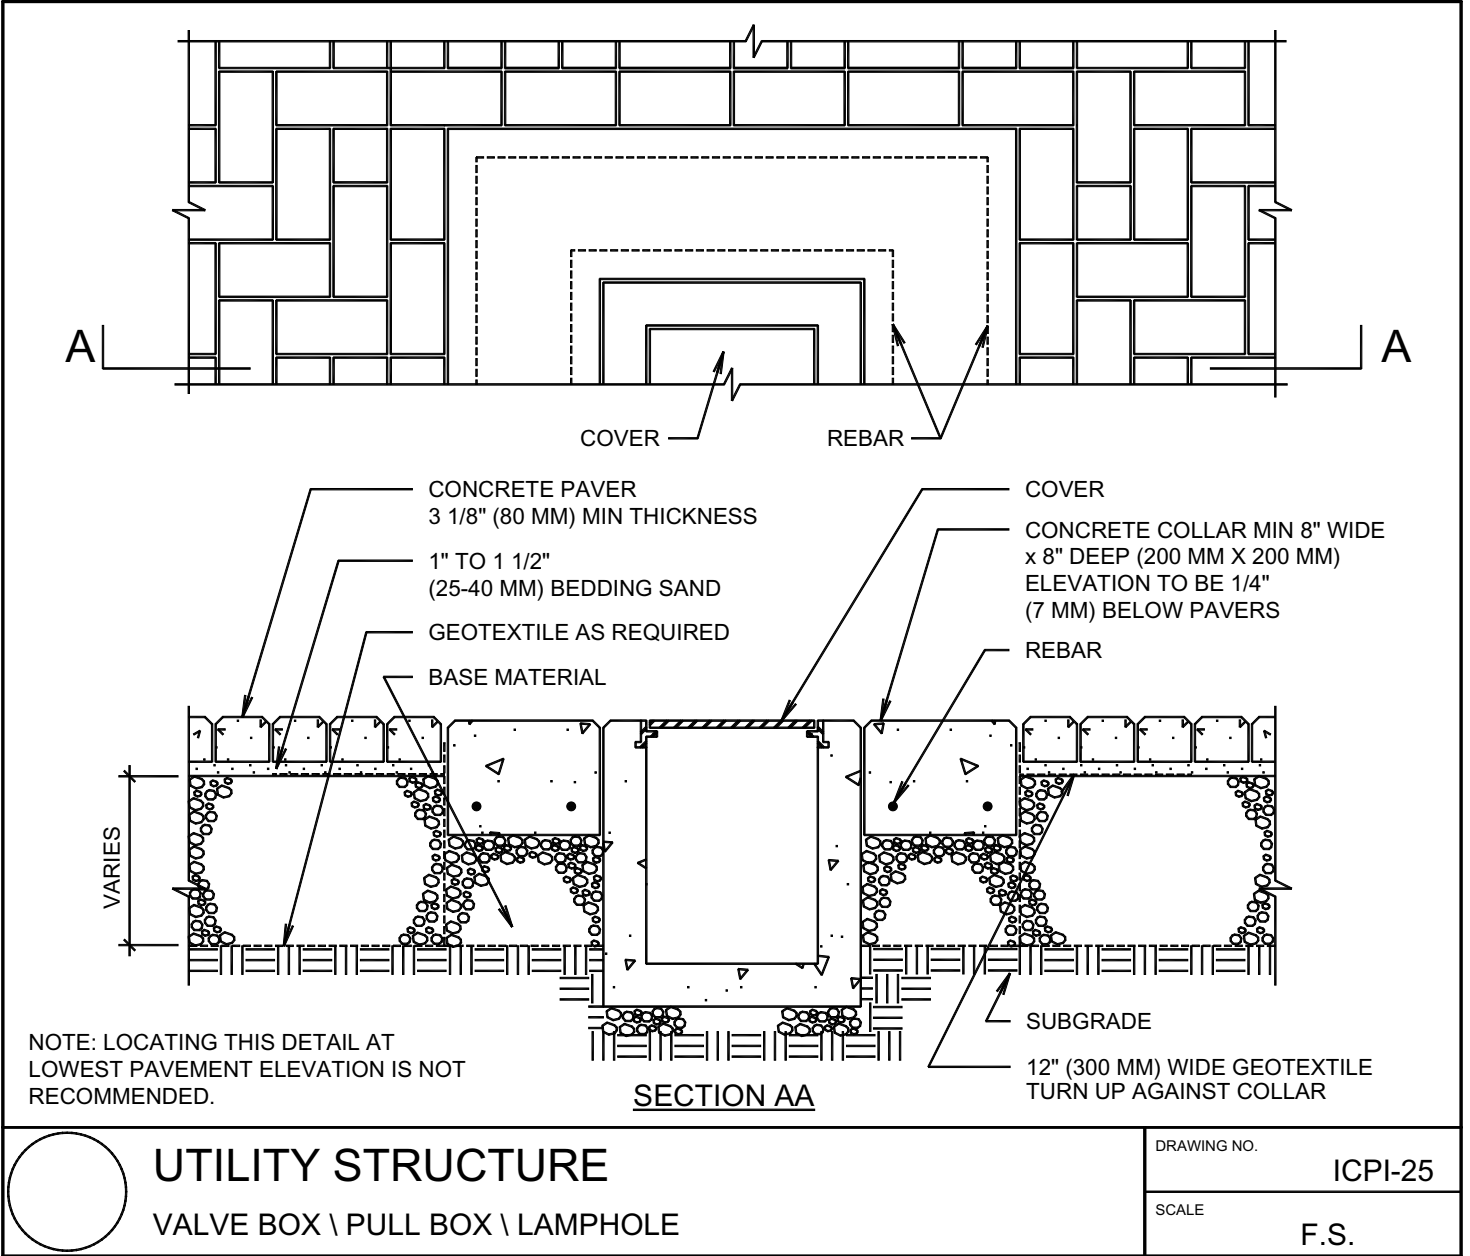 A
A
COVER
REBAR
CONCRETE PAVER
3 1/8" (80 MM) MIN THICKNESS
1" TO 1 1/2"
(25-40 MM) BEDDING SAND
GEOTEXTILE AS REQUIRED
BASE MATERIAL
COVER
CONCRETE COLLAR MIN 8" WIDE
x 8" DEEP (200 MM X 200 MM)
ELEVATION TO BE 1/4"
(7 MM) BELOW PAVERS
REBAR
VARIES
SUBGRADE
12" (300 MM) WIDE GEOTEXTILE
TURN UP AGAINST COLLAR
NOTE: LOCATING THIS DETAIL AT
LOWEST PAVEMENT ELEVATION IS NOT
RECOMMENDED.
SECTION AA
UTILITY STRUCTURE
VALVE BOX \ PULL BOX \ LAMPHOLE
DRAWING NO.
ICPI-25
SCALE
F.S.